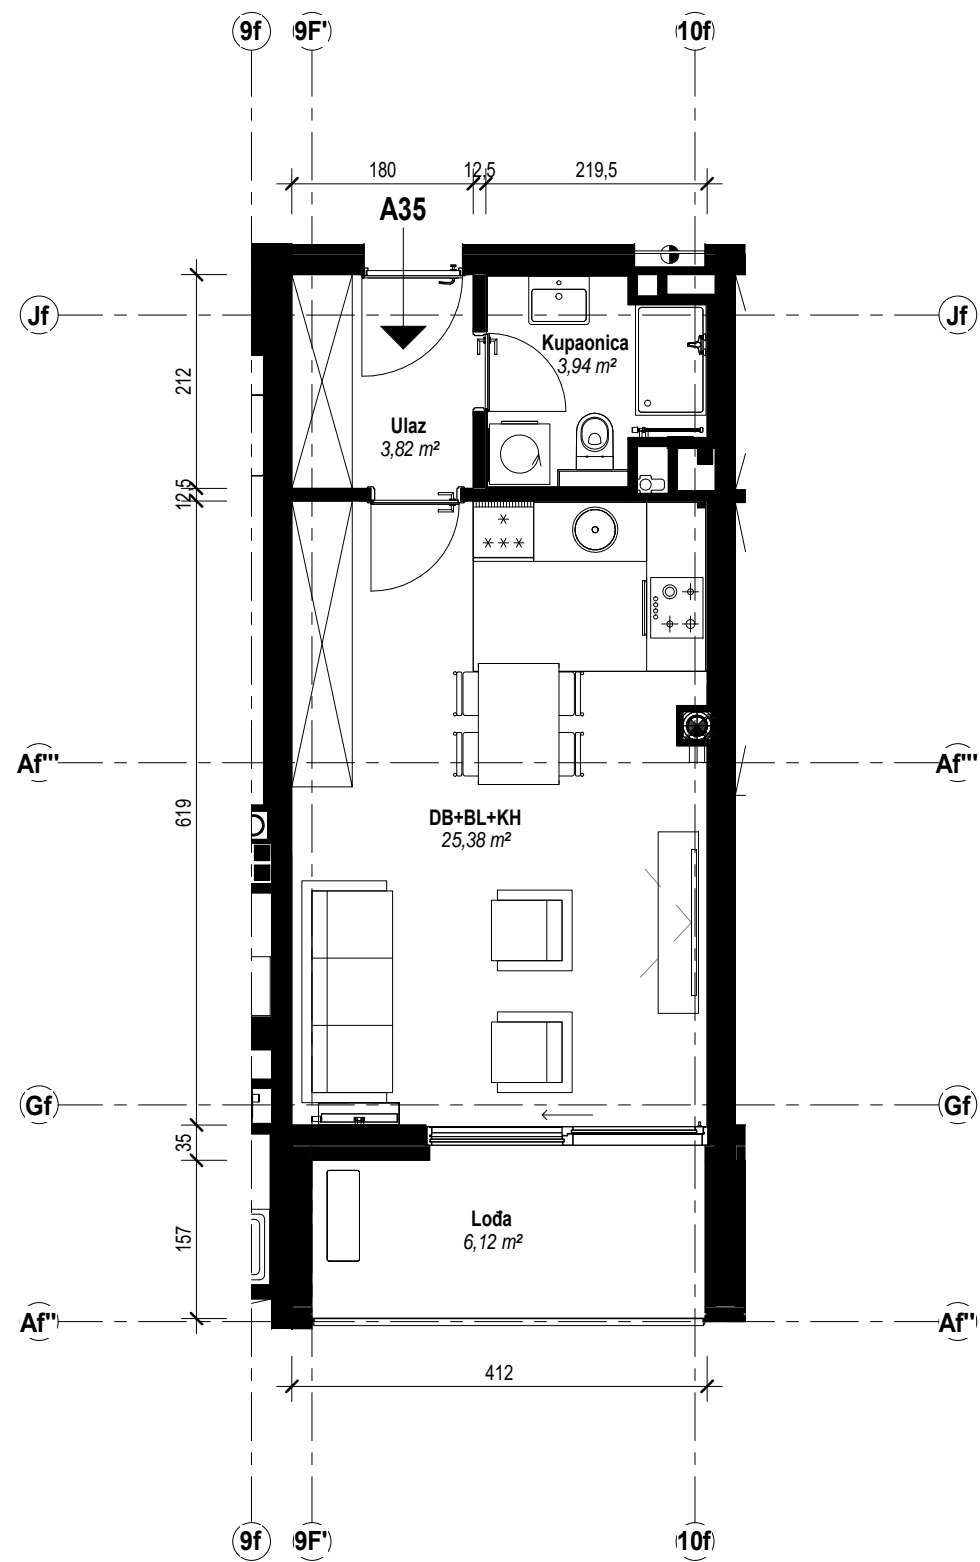 9f 9F' 10f
180 12,5 219,5
A35
Jf Jf
Kupaonica
3,94 m²
212
Ulaz
3,82 m²
12,5
Af''' Af'''
619
DB+BL+KH
25,38 m²
Gf Gf
35
Lođa
6,12 m²
157
Af'' Af''
412
9f 9F' 10f